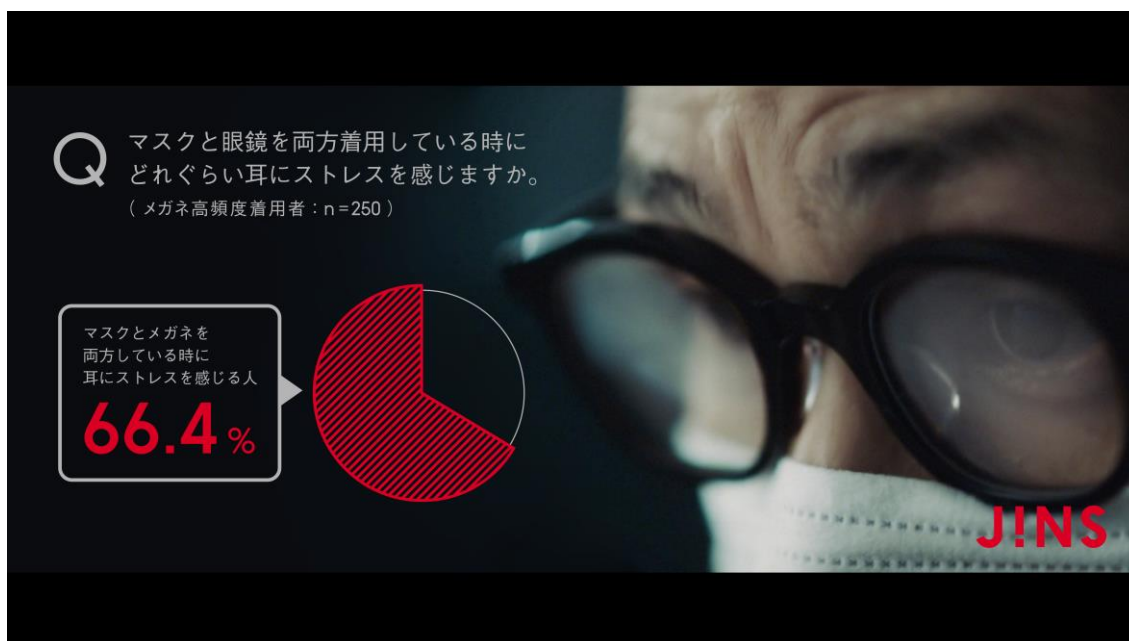 Q
マスクと眼鏡を両方着用している時に
どれぐらい耳にストレスを感じますか。
( メガネ高頻度着用者：n=250 )
マスクとメガネを
両方している時に
耳にストレスを感じる人
66.4 %
J!NS